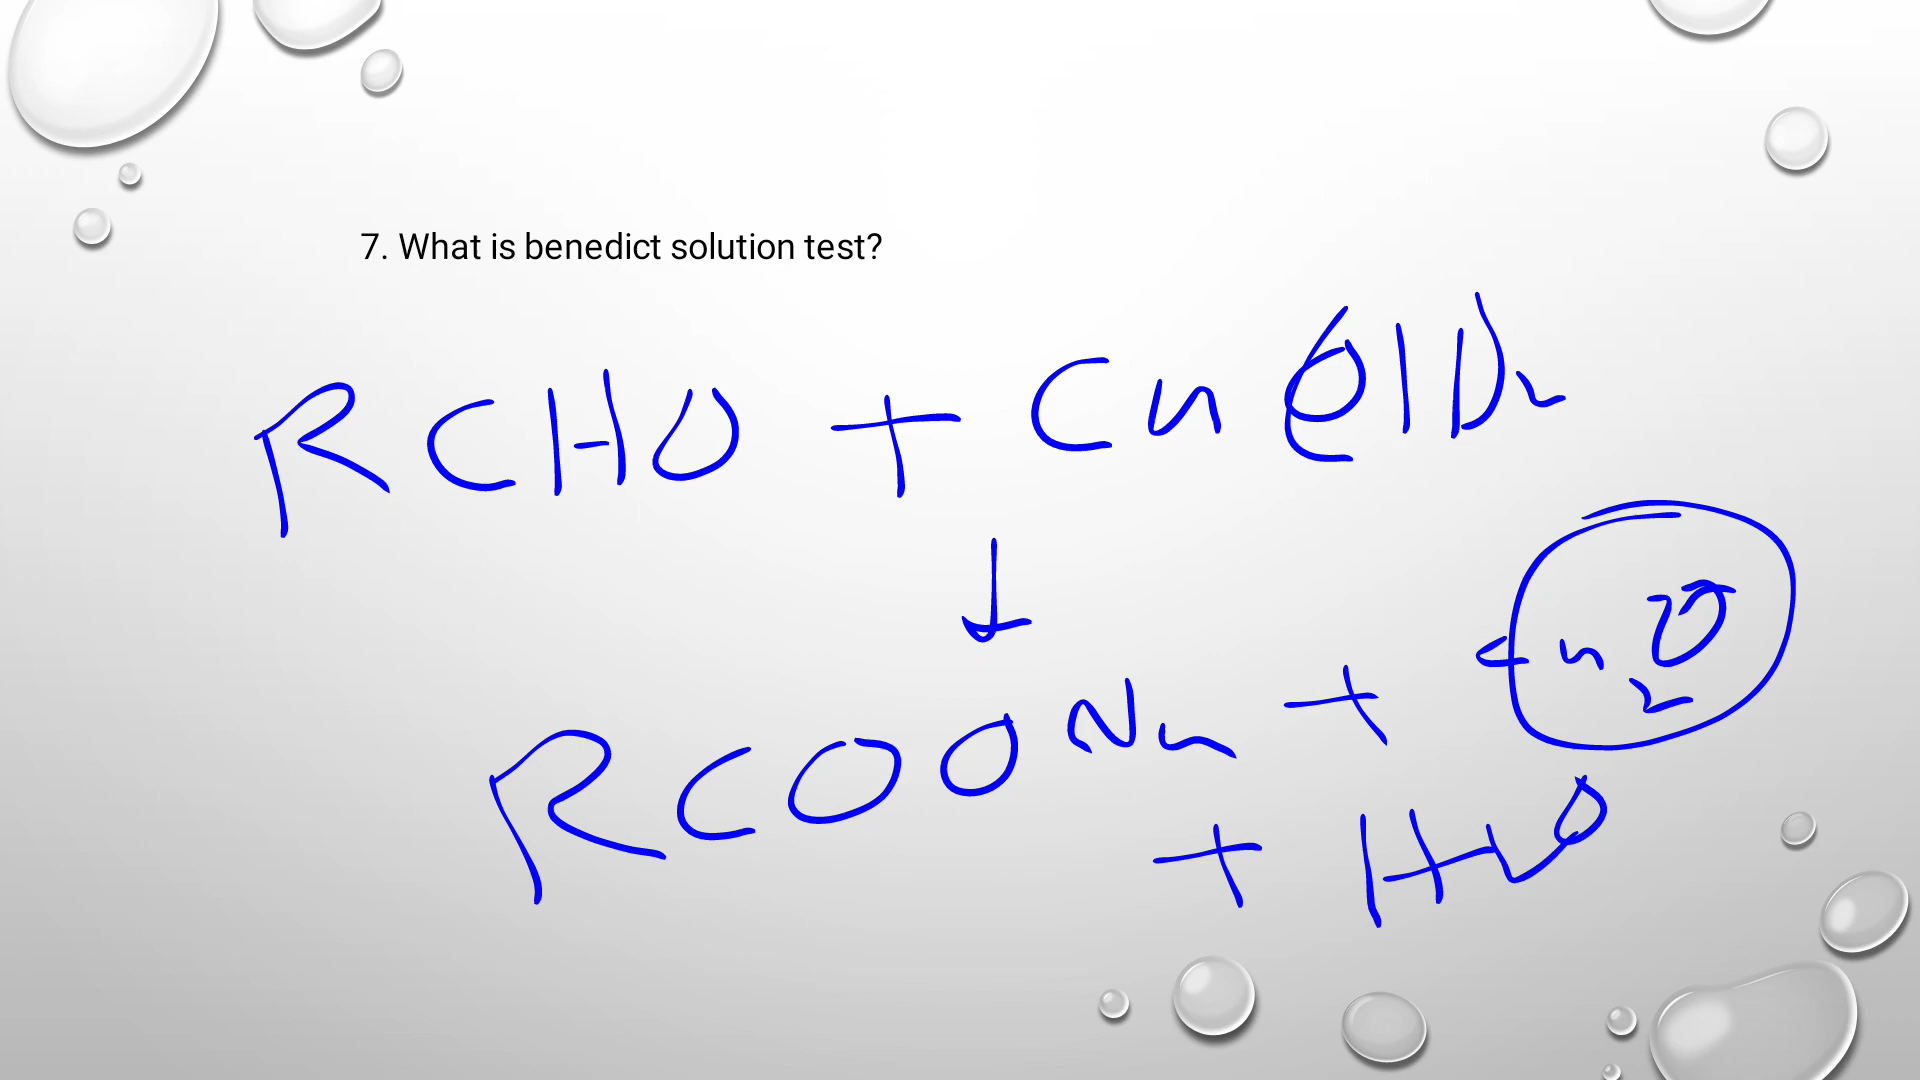 7. What is benedict solution test?
RCHO + Cu(OH)₂
↓
RCOONa + Cu₂O
+ H₂O